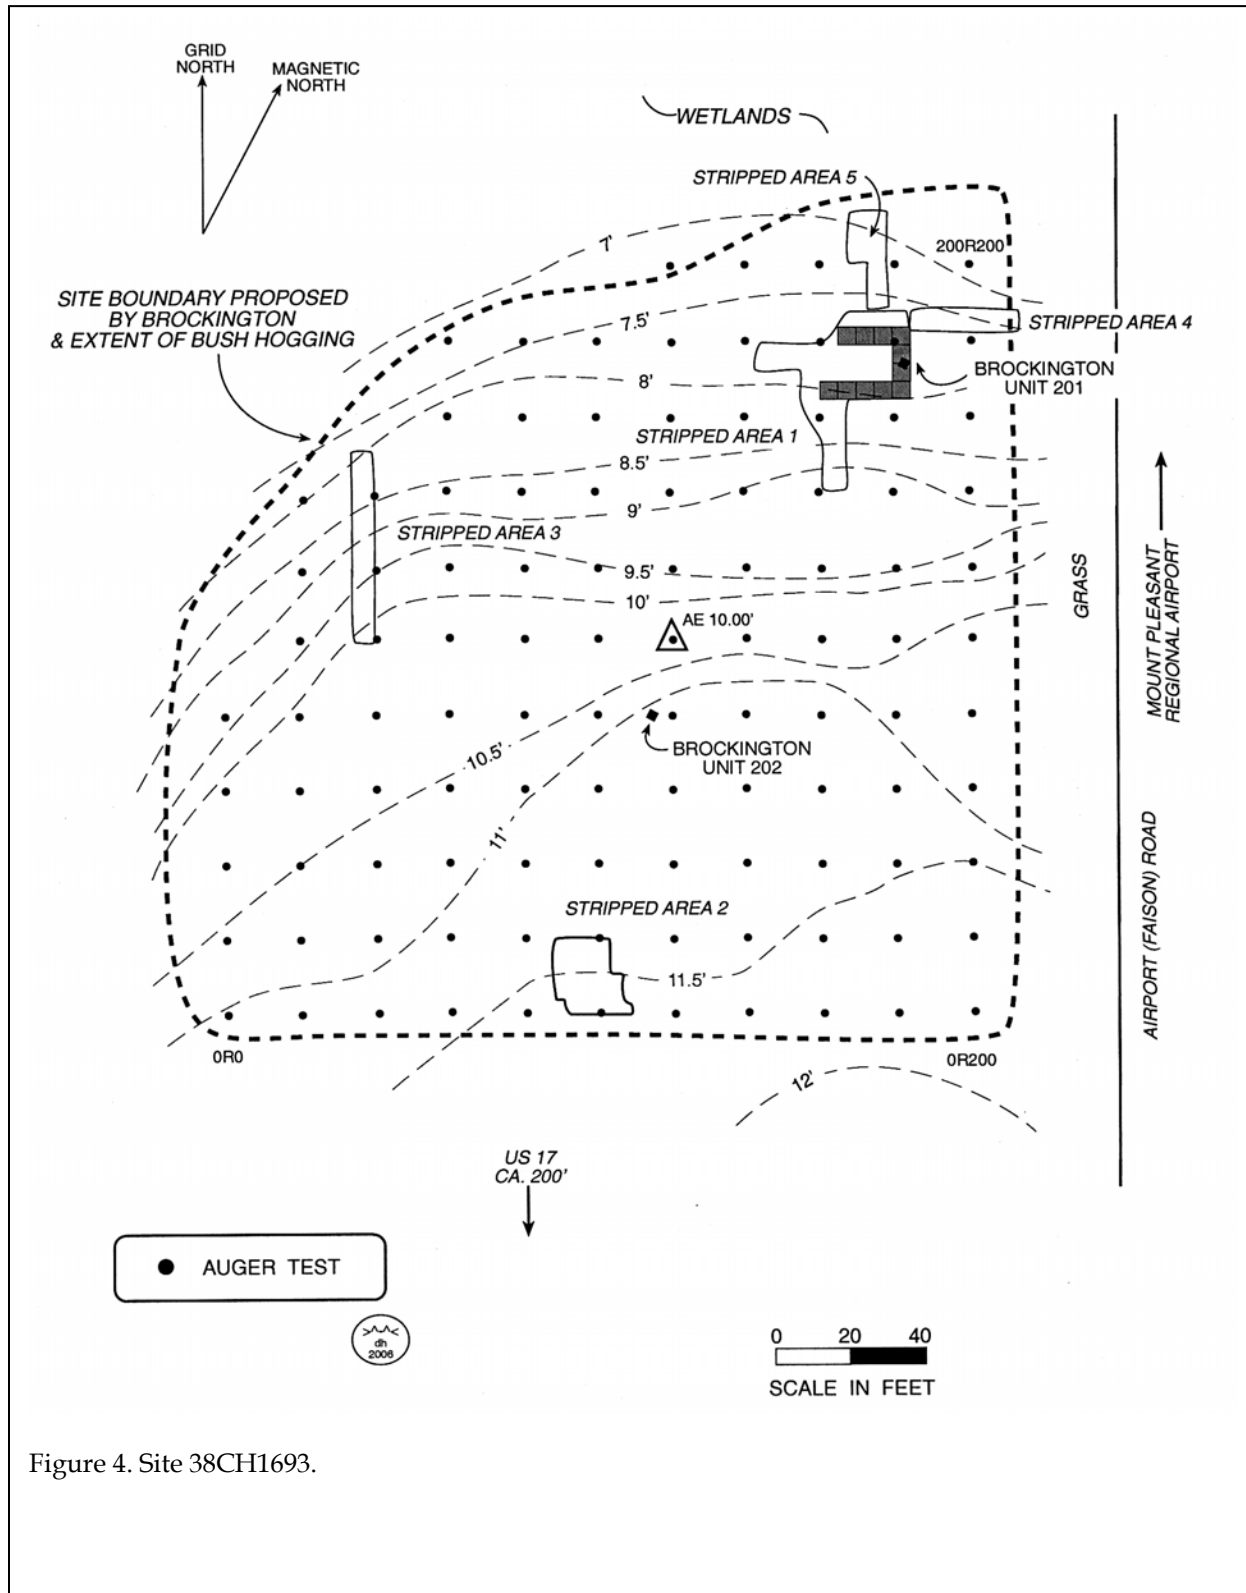 GRID
NORTH
MAGNETIC
NORTH
WETLANDS
STRIPPED AREA 5
7'
200R200
SITE BOUNDARY PROPOSED
BY BROCKINGTON
& EXTENT OF BUSH HOGGING
7.5'
STRIPPED AREA 4
8'
BROCKINGTON
UNIT 201
STRIPPED AREA 1
8.5'
9'
STRIPPED AREA 3
9.5'
10'
AE 10.00'
GRASS
MOUNT PLEASANT
REGIONAL AIRPORT
10.5'
BROCKINGTON
UNIT 202
11'
AIRPORT (FAISON) ROAD
STRIPPED AREA 2
11.5'
0R0
0R200
12'
US 17
CA. 200'
AUGER TEST
dh
2006
0 20 40
SCALE IN FEET
Figure 4. Site 38CH1693.